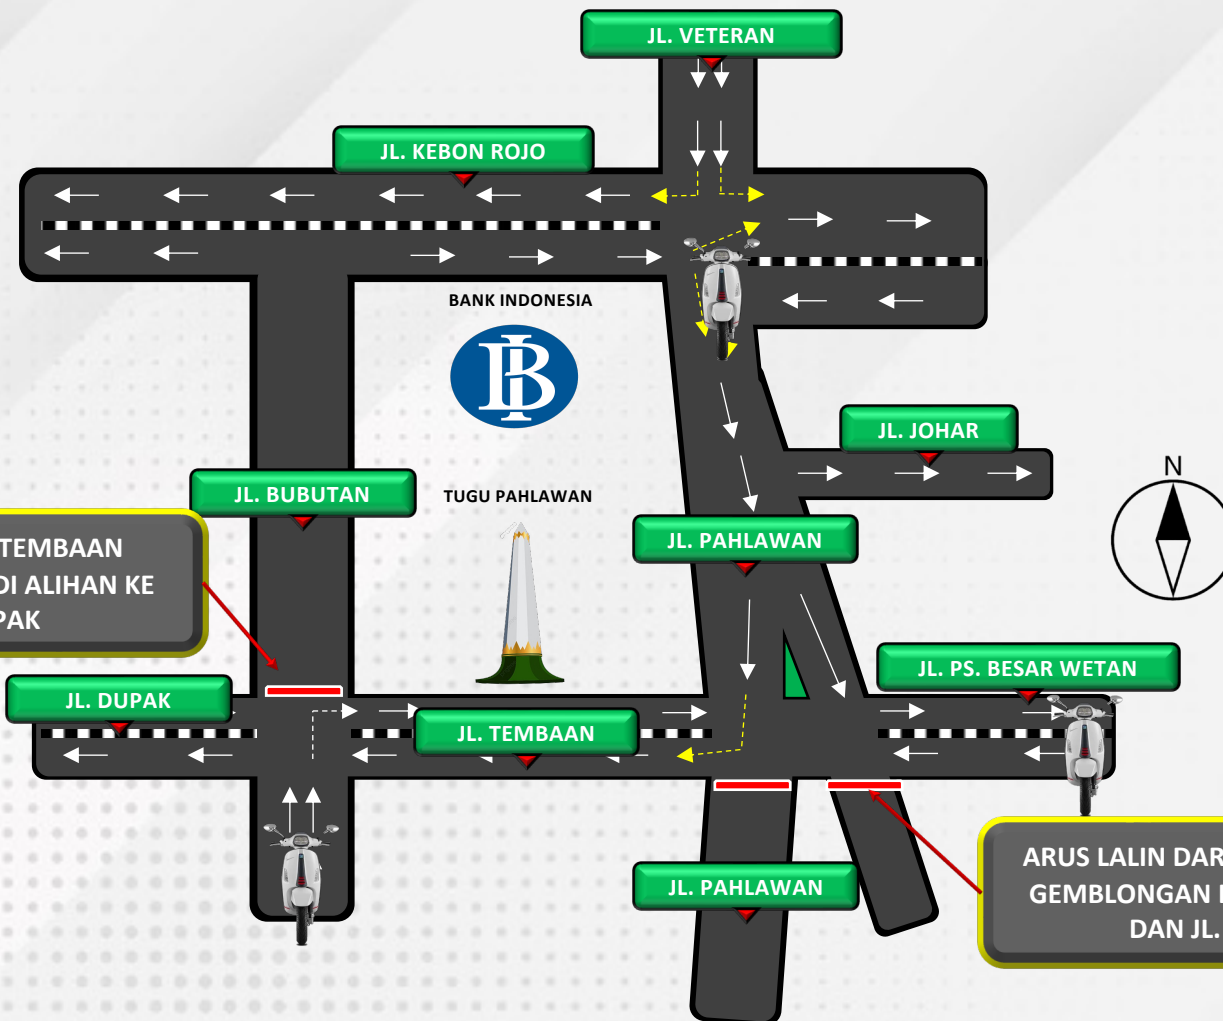 JL. VETERAN
JL. KEBON ROJO
BANK INDONESIA
JL. JOHAR
N
JL. BUBUTAN
TUGU PAHLAWAN
JL. PAHLAWAN
TEMBAAN
DI ALIHAN KE
PAK
JL. PS. BESAR WETAN
JL. DUPAK
JL. TEMBAAN
JL. PAHLAWAN
ARUS LALIN DAR
GEMBLONGAN
DAN JL.